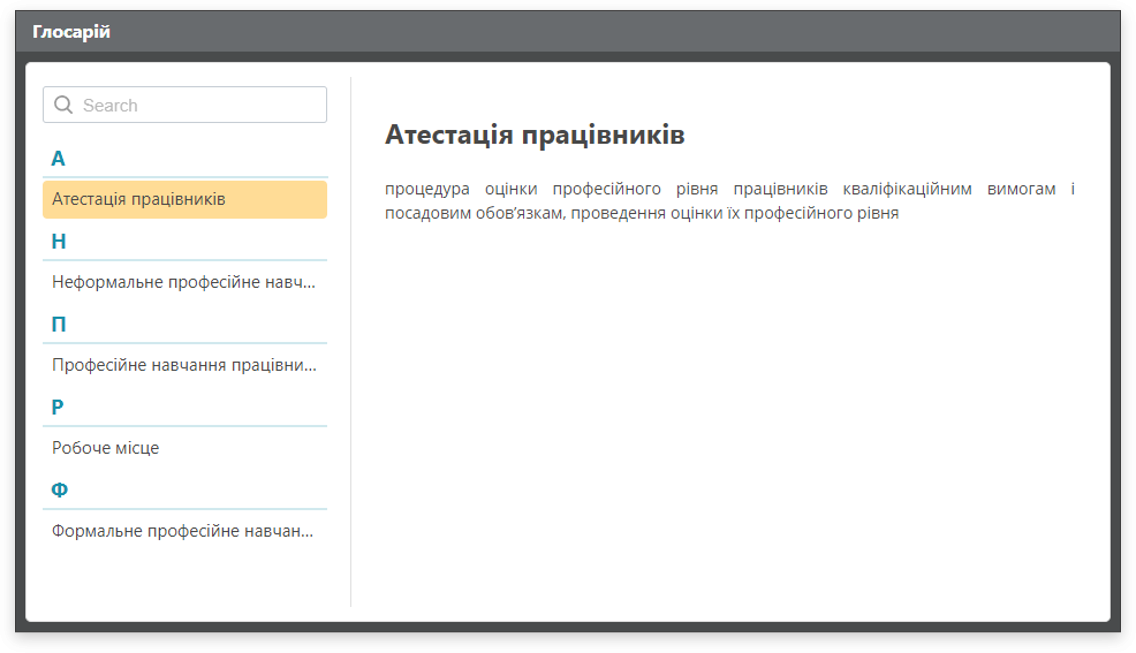 Глосарій
Search
А
Атестація працівників
Н
Неформальне професійне навч...
П
Професійне навчання працівни...
Р
Робоче місце
Ф
Формальне професійне навчан...
Атестація працівників
процедура оцінки професійного рівня працівників кваліфікаційним вимогам і
посадовим обов’язкам, проведення оцінки їх професійного рівня